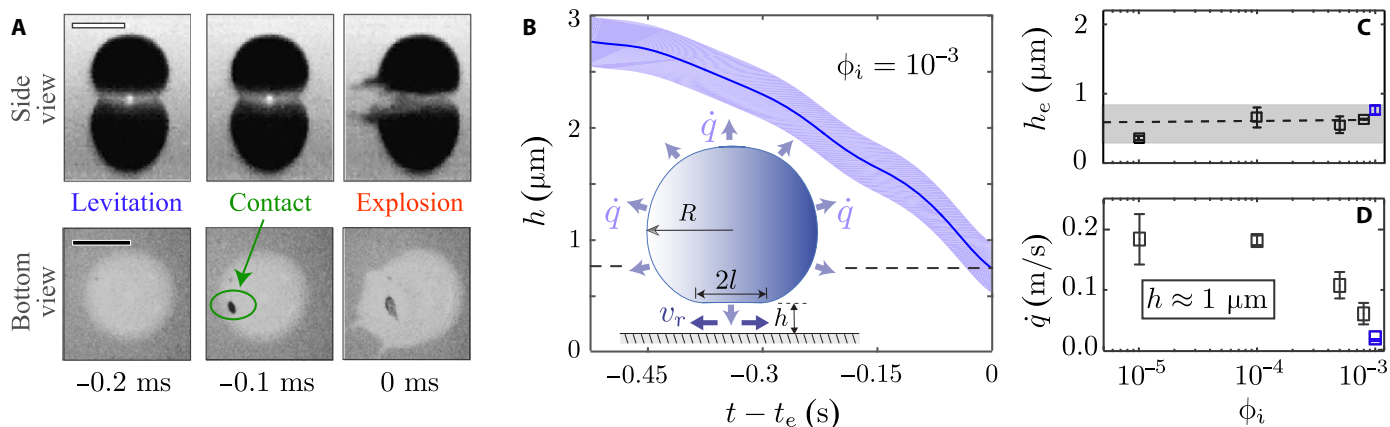 A
Side
view
Levitation
Contact
Explosion
Bottom
view
−0.2 ms
−0.1 ms
0 ms
B
3
2
1
0
h (μm)
ϕi = 10⁻³
q̇
q̇
q̇
R
2l
vr
h
−0.45
−0.3
−0.15
0
t − te (s)
C
2
1
0
he (μm)
D
0.2
0.1
0.0
q̇ (m/s)
h ≈ 1 μm
10⁻⁵
10⁻⁴
10⁻³
ϕi